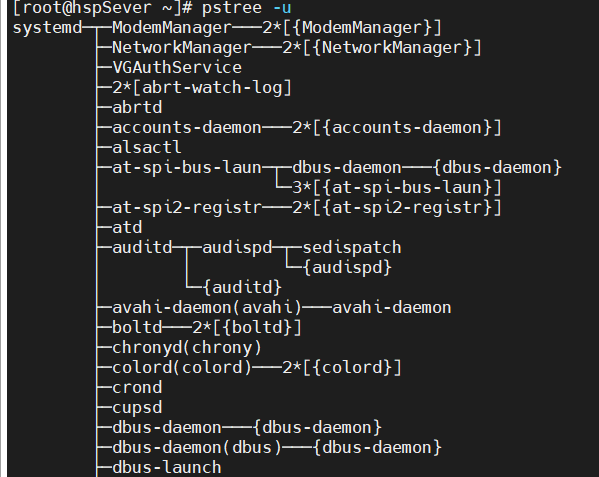 [root@hspSever ~]# pstree -u
systemd─┬─ModemManager───2*[{ModemManager}]
        ├─NetworkManager───2*[{NetworkManager}]
        ├─VGAuthService
        ├─2*[abrt-watch-log]
        ├─abrtd
        ├─accounts-daemon───2*[{accounts-daemon}]
        ├─alsactl
        ├─at-spi-bus-laun─┬─dbus-daemon───{dbus-daemon}
        │                 └─3*[{at-spi-bus-laun}]
        ├─at-spi2-registr───2*[{at-spi2-registr}]
        ├─atd
        ├─auditd─┬─audispd─┬─sedispatch
        │        │         └─{audispd}
        │        └─{auditd}
        ├─avahi-daemon(avahi)───avahi-daemon
        ├─boltd───2*[{boltd}]
        ├─chronyd(chrony)
        ├─colord(colord)───2*[{colord}]
        ├─crond
        ├─cupsd
        ├─dbus-daemon───{dbus-daemon}
        ├─dbus-daemon(dbus)───{dbus-daemon}
        ├─dbus-launch